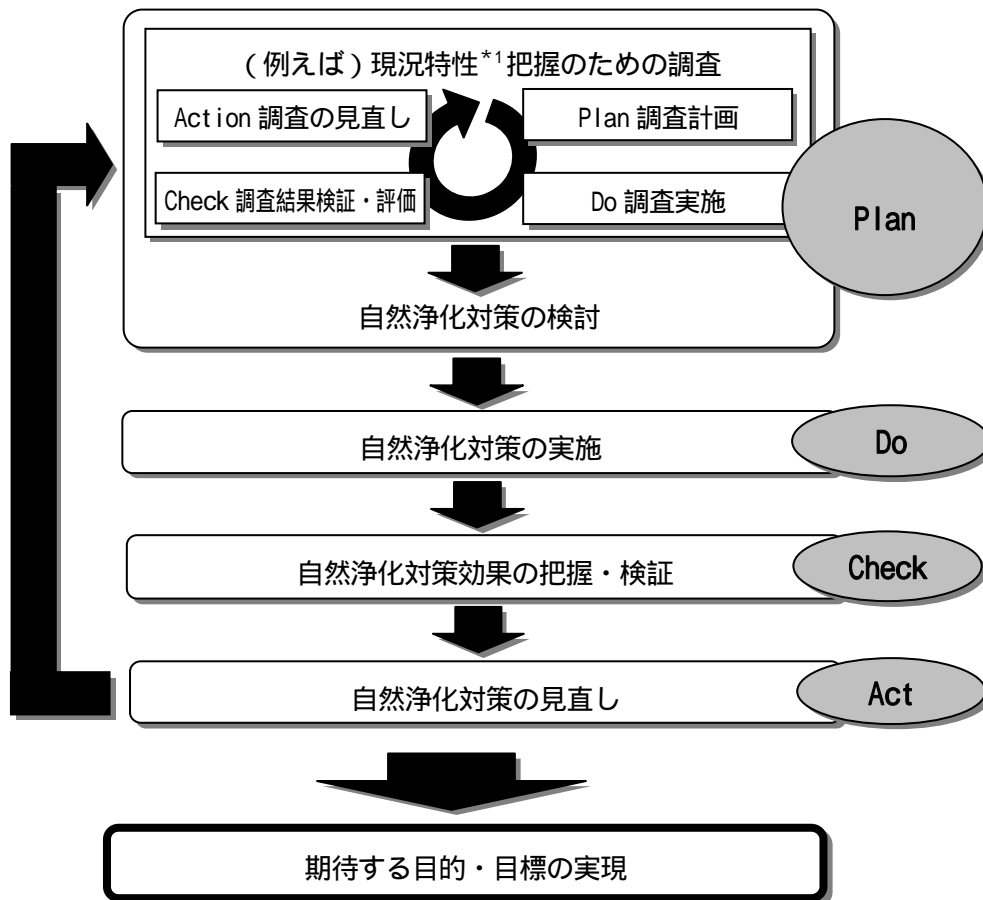 （例えば）現況特性*1把握のための調査
Action 調査の見直し
Plan 調査計画
Check 調査結果検証・評価
Do 調査実施
Plan
自然浄化対策の検討
自然浄化対策の実施
Do
自然浄化対策効果の把握・検証
Check
自然浄化対策の見直し
Act
期待する目的・目標の実現